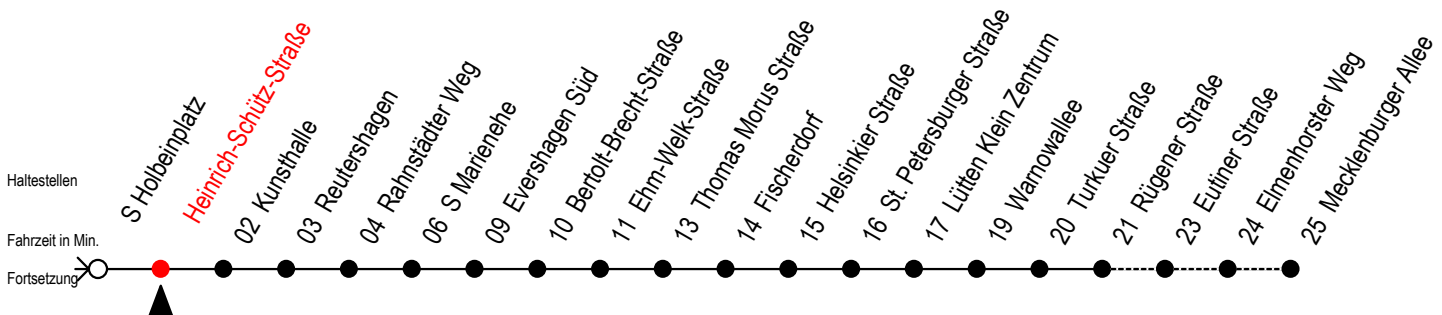 S Holbeinplatz
Heinrich-Schütz-Straße
02 Kunsthalle
03 Reutershagen
04 Rahnstädter Weg
06 S Marienehe
09 Evershagen Süd
10 Bertolt-Brecht-Straße
11 Ehm-Welk-Straße
13 Thomas Morus Straße
14 Fischerdorf
15 Helsinkier Straße
16 St. Petersburger Straße
17 Lütten Klein Zentrum
19 Warnowallee
20 Turkuer Straße
21 Rügener Straße
23 Eutiner Straße
24 Elmenhorster Weg
25 Mecklenburger Allee
Haltestellen
Fahrzeit in Min.
Fortsetzung